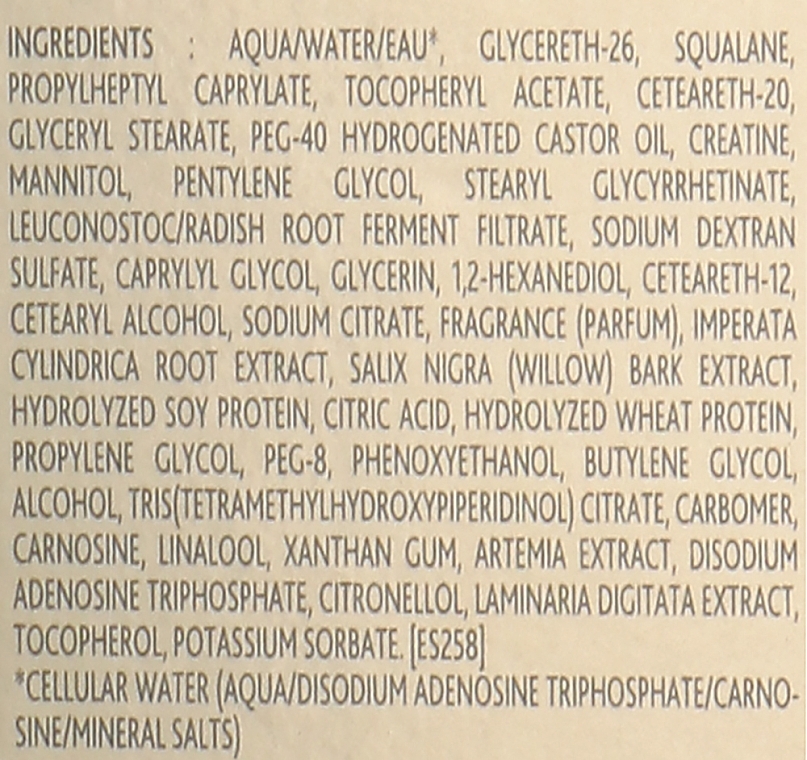 INGREDIENTS : AQUA/WATER/EAU*, GLYCERETH-26, SQUALANE,
PROPYLHEPTYL CAPRYLATE, TOCOPHERYL ACETATE, CETEARETH-20,
GLYCERYL STEARATE, PEG-40 HYDROGENATED CASTOR OIL, CREATINE,
MANNITOL, PENTYLENE GLYCOL, STEARYL GLYCYRRHETINATE,
LEUCONOSTOC/RADISH ROOT FERMENT FILTRATE, SODIUM DEXTRAN
SULFATE, CAPRYLYL GLYCOL, GLYCERIN, 1,2-HEXANEDIOL, CETEARETH-12,
CETEARYL ALCOHOL, SODIUM CITRATE, FRAGRANCE (PARFUM), IMPERATA
CYLINDRICA ROOT EXTRACT, SALIX NIGRA (WILLOW) BARK EXTRACT,
HYDROLYZED SOY PROTEIN, CITRIC ACID, HYDROLYZED WHEAT PROTEIN,
PROPYLENE GLYCOL, PEG-8, PHENOXYETHANOL, BUTYLENE GLYCOL,
ALCOHOL, TRIS(TETRAMETHYLHYDROXYPIPERIDINOL) CITRATE, CARBOMER,
CARNOSINE, LINALOOL, XANTHAN GUM, ARTEMIA EXTRACT, DISODIUM
ADENOSINE TRIPHOSPHATE, CITRONELLOL, LAMINARIA DIGITATA EXTRACT,
TOCOPHEROL, POTASSIUM SORBATE. [ES258]
*CELLULAR WATER (AQUA/DISODIUM ADENOSINE TRIPHOSPHATE/CARNO-
SINE/MINERAL SALTS)